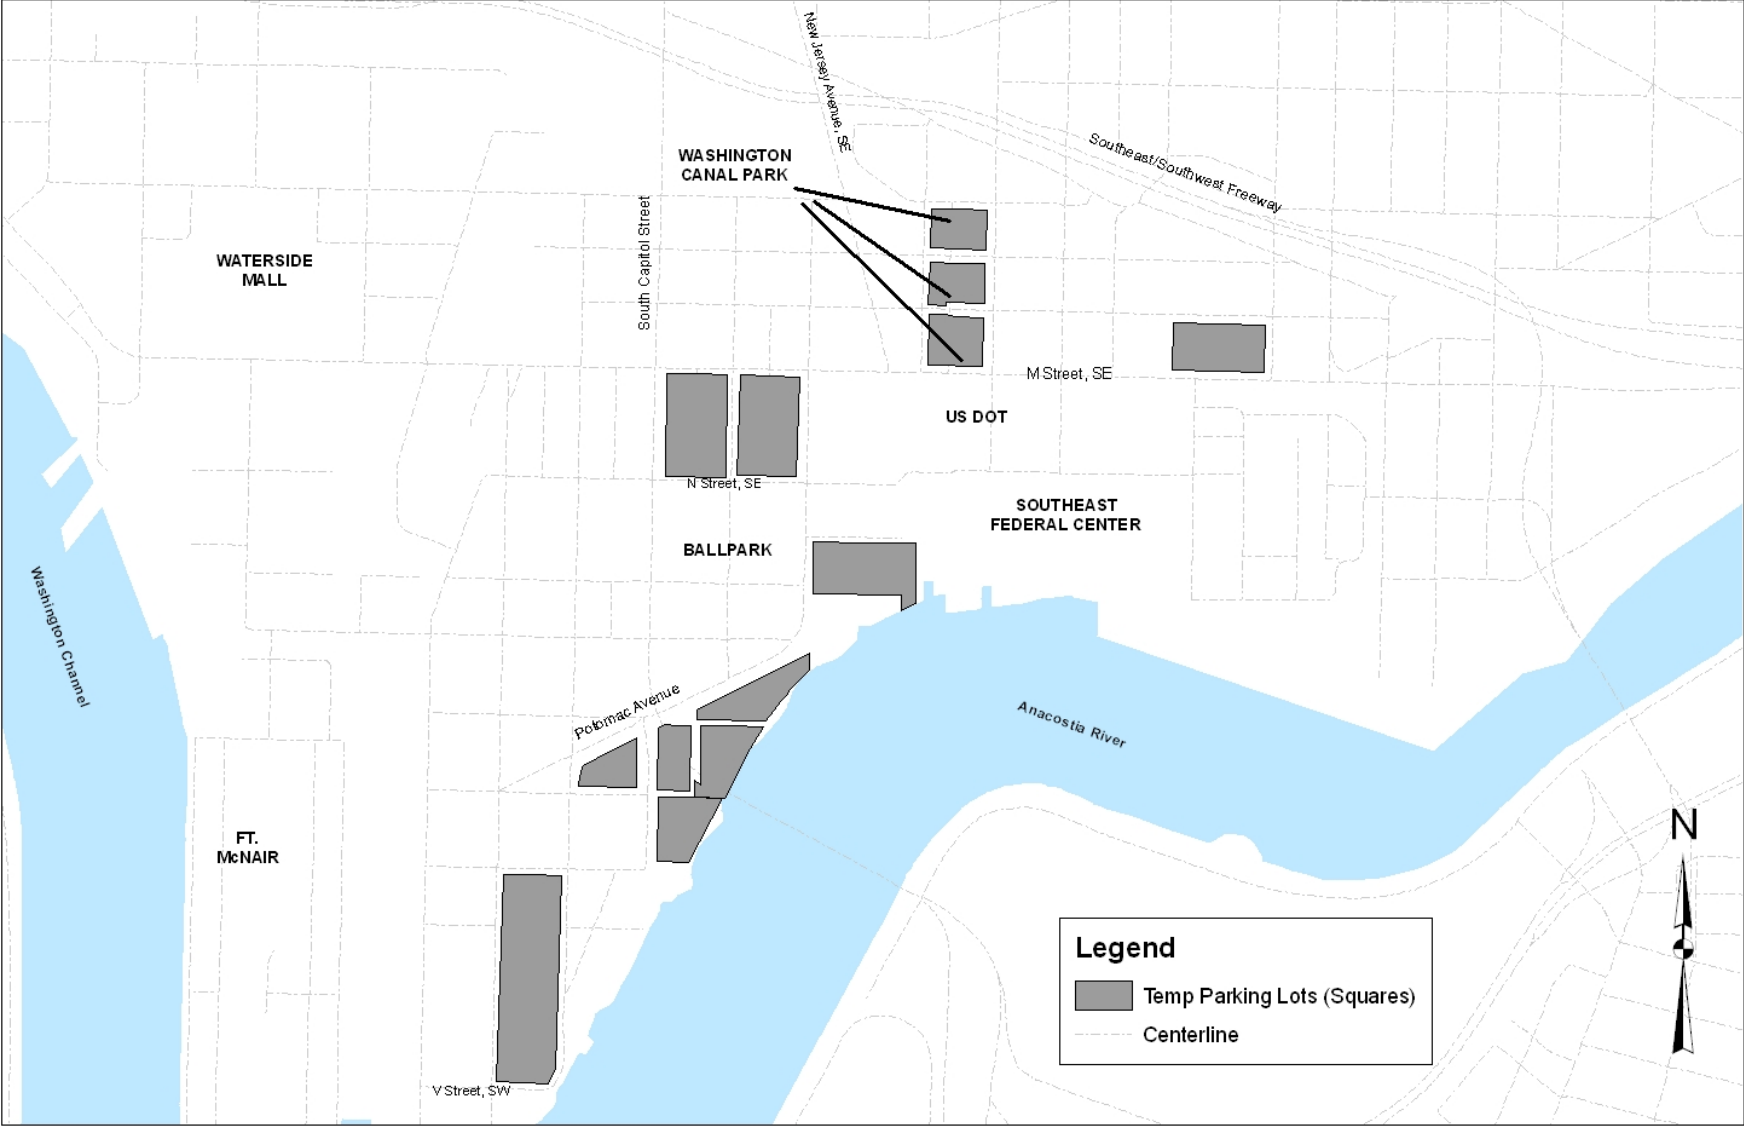 New Jersey Avenue, SE
Southeast/Southwest Freeway
WASHINGTON
CANAL PARK
South Capitol Street
WATERSIDE
MALL
M Street, SE
US DOT
N Street, SE
SOUTHEAST
FEDERAL CENTER
BALLPARK
Washington Channel
Potomac Avenue
Anacostia River
FT.
McNAIR
N
Legend
Temp Parking Lots (Squares)
Centerline
V Street, SW